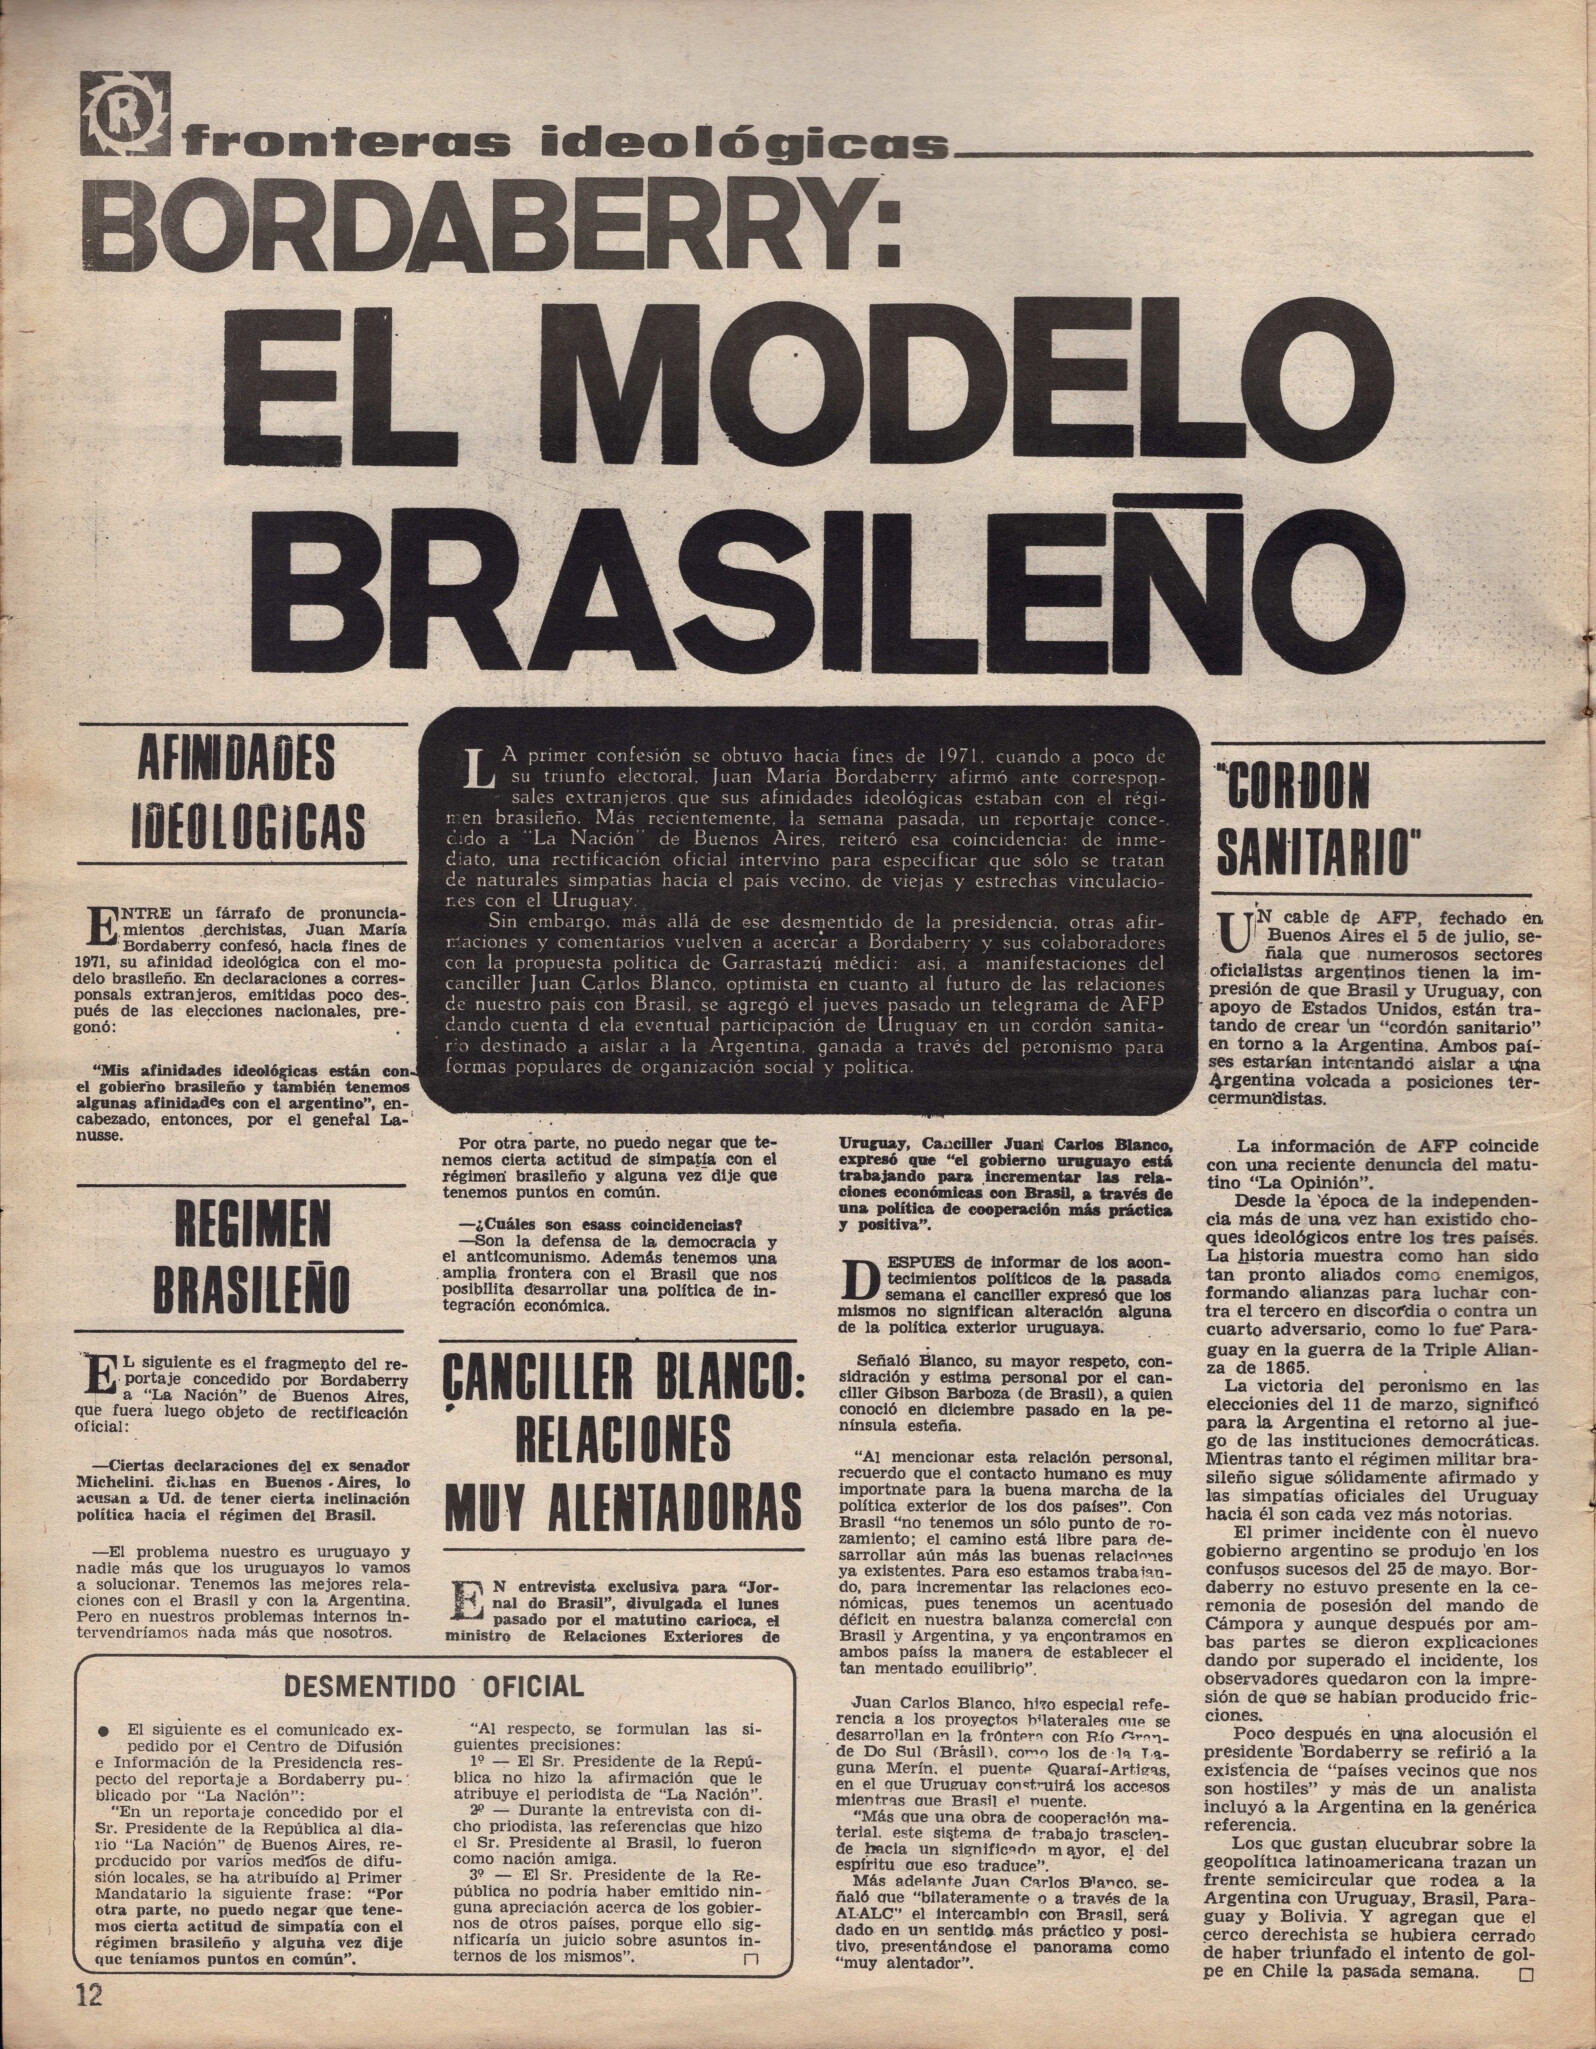 R
fronteras ideológicas
BORDABERRY:
EL MODELO
BRASILEÑO
LA primer confesión se obtuvo hacia fines de 1971, cuando a poco de
su triunfo electoral, Juan María Bordaberry afirmó ante correspon-
sales extranjeros que sus afinidades ideológicas estaban con el régi-
men brasileño. Más recientemente, la semana pasada, un reportaje conce-
dido a "La Nación" de Buenos Aires, reiteró esa coincidencia: de inme-
diato, una rectificación oficial intervino para especificar que sólo se tratan
de naturales simpatías hacia el país vecino, de viejas y estrechas vinculacio-
nes con el Uruguay.
Sin embargo, más allá de ese desmentido de la presidencia, otras afir-
maciones y comentarios vuelven a acercar a Bordaberry y sus colaboradores
con la propuesta política de Garrastazú médici: así, a manifestaciones del
canciller Juan Carlos Blanco, optimista en cuanto al futuro de las relaciones
de nuestro país con Brasil, se agregó el jueves pasado un telegrama de AFP
dando cuenta d ela eventual participación de Uruguay en un cordón sanita-
rio destinado a aislar a la Argentina, ganada a través del peronismo para
formas populares de organización social y política.
AFINIDADES
IDEOLOGICAS
ENTRE un fárrafo de pronuncia-
mientos derchistas, Juan María
Bordaberry confesó, hacia fines de
1971, su afinidad ideológica con el mo-
delo brasileño. En declaraciones a corres-
ponsals extranjeros, emitidas poco des-
pués de las elecciones nacionales, pre-
gonó:
"Mis afinidades ideológicas están con
el gobierno brasileño y también tenemos
algunas afinidades con el argentino", en-
cabezado, entonces, por el general La-
nusse.
REGIMEN
BRASILEÑO
EL siguiente es el fragmento del re-
portaje concedido por Bordaberry
a "La Nación" de Buenos Aires,
que fuera luego objeto de rectificación
oficial:
—Ciertas declaraciones del ex senador
Michelini. dichas en Buenos Aires, lo
acusan a Ud. de tener cierta inclinación
política hacia el régimen del Brasil.
—El problema nuestro es uruguayo y
nadie más que los uruguayos lo vamos
a solucionar. Tenemos las mejores rela-
ciones con el Brasil y con la Argentina.
Pero en nuestros problemas internos in-
tervendríamos nada más que nosotros.
Por otra parte, no puedo negar que te-
nemos cierta actitud de simpatía con el
régimen brasileño y alguna vez dije que
tenemos puntos en común.
—¿Cuáles son esass coincidencias?
—Son la defensa de la democracia y
el anticomunismo. Además tenemos una
amplia frontera con el Brasil que nos
posibilita desarrollar una política de in-
tegración económica.
CANCILLER BLANCO:
RELACIONES
MUY ALENTADORAS
EN entrevista exclusiva para "Jor-
nal do Brasil", divulgada el lunes
pasado por el matutino carioca, el
ministro de Relaciones Exteriores de
Uruguay, Canciller Juan Carlos Blanco,
expresó que "el gobierno uruguayo está
trabajando para incrementar las rela-
ciones económicas con Brasil, a través de
una política de cooperación más práctica
y positiva".
DESPUES de informar de los acon-
tecimientos políticos de la pasada
semana el canciller expresó que los
mismos no significan alteración alguna
de la política exterior uruguaya.
Señaló Blanco, su mayor respeto, con-
sidración y estima personal por el can-
ciller Gibson Barboza (de Brasil), a quien
conoció en diciembre pasado en la pe-
nínsula esteña.
"Al mencionar esta relación personal,
recuerdo que el contacto humano es muy
importnate para la buena marcha de la
política exterior de los dos países". Con
Brasil "no tenemos un sólo punto de ro-
zamiento; el camino está libre para de-
sarrollar aún más las buenas relaciones
ya existentes. Para eso estamos trabajan-
do, para incrementar las relaciones eco-
nómicas, pues tenemos un acentuado
déficit en nuestra balanza comercial con
Brasil y Argentina, y ya encontramos en
ambos paíss la manera de establecer el
tan mentado equilibrio".
Juan Carlos Blanco, hizo especial refe-
rencia a los proyectos bilaterales que se
desarrollan en la frontera con Río Gran-
de Do Sul (Brásil), como los de la La-
guna Merín, el puente Quaraí-Artigas,
en el que Uruguay construirá los accesos
mientras que Brasil el puente.
"Más que una obra de cooperación ma-
terial, este sistema de trabajo trascien-
de hacia un significado mayor, el del
espíritu que eso traduce".
Más adelante Juan Carlos Blanco, se-
ñaló que "bilateramente o a través de la
ALALC" el intercambio con Brasil, será
dado en un sentido más práctico y posi-
tivo, presentándose el panorama como
"muy alentador".
"CORDON
SANITARIO"
UN cable de AFP, fechado en
Buenos Aires el 5 de julio, se-
ñala que numerosos sectores
oficialistas argentinos tienen la im-
presión de que Brasil y Uruguay, con
apoyo de Estados Unidos, están tra-
tando de crear un "cordón sanitario"
en torno a la Argentina. Ambos paí-
ses estarían intentando aislar a una
Argentina volcada a posiciones ter-
cermundistas.
La información de AFP coincide
con una reciente denuncia del matu-
tino "La Opinión".
Desde la época de la independen-
cia más de una vez han existido cho-
ques ideológicos entre los tres países.
La historia muestra como han sido
tan pronto aliados como enemigos,
formando alianzas para luchar con-
tra el tercero en discordia o contra un
cuarto adversario, como lo fue Para-
guay en la guerra de la Triple Alian-
za de 1865.
La victoria del peronismo en las
eleccionies del 11 de marzo, significó
para la Argentina el retorno al jue-
go de las instituciones democráticas.
Mientras tanto el régimen militar bra-
sileño sigue sólidamente afirmado y
las simpatías oficiales del Uruguay
hacia él son cada vez más notorias.
El primer incidente con el nuevo
gobierno argentino se produjo en los
confusos sucesos del 25 de mayo. Bor-
daberry no estuvo presente en la ce-
remonia de posesión del mando de
Cámpora y aunque después por am-
bas partes se dieron explicaciones
dando por superado el incidente, los
observadores quedaron con la impre-
sión de que se habían producido fric-
ciones.
Poco después en una alocusión el
presidente Bordaberry se refirió a la
existencia de "países vecinos que nos
son hostiles" y más de un analista
incluyó a la Argentina en la genérica
referencia.
Los que gustan elucubrar sobre la
geopolítica latinoamericana trazan un
frente semicircular que rodea a la
Argentina con Uruguay, Brasil, Para-
guay y Bolivia. Y agregan que el
cerco derechista se hubiera cerrado
de haber triunfado el intento de gol-
pe en Chile la pasada semana.
DESMENTIDO OFICIAL
● El siguiente es el comunicado ex-
pedido por el Centro de Difusión
e Información de la Presidencia res-
pecto del reportaje a Bordaberry pu-
blicado por "La Nación":
"En un reportaje concedido por el
Sr. Presidente de la República al dia-
rio "La Nación" de Buenos Aires, re-
producido por varios medios de difu-
sión locales, se ha atribuído al Primer
Mandatario la siguiente frase: "Por
otra parte, no puedo negar que tene-
mos cierta actitud de simpatía con el
régimen brasileño y alguna vez dije
que teníamos puntos en común".
"Al respecto, se formulan las si-
guientes precisiones:
1º — El Sr. Presidente de la Repú-
blica no hizo la afirmación que le
atribuye el periodista de "La Nación".
2º — Durante la entrevista con di-
cho priodista, las referencias que hizo
el Sr. Presidente al Brasil, lo fueron
como nación amiga.
3º — El Sr. Presidente de la Re-
pública no podría haber emitido nin-
guna apreciación acerca de los gobier-
nos de otros países, porque ello sig-
nificaría un juicio sobre asuntos in-
ternos de los mismos".
12